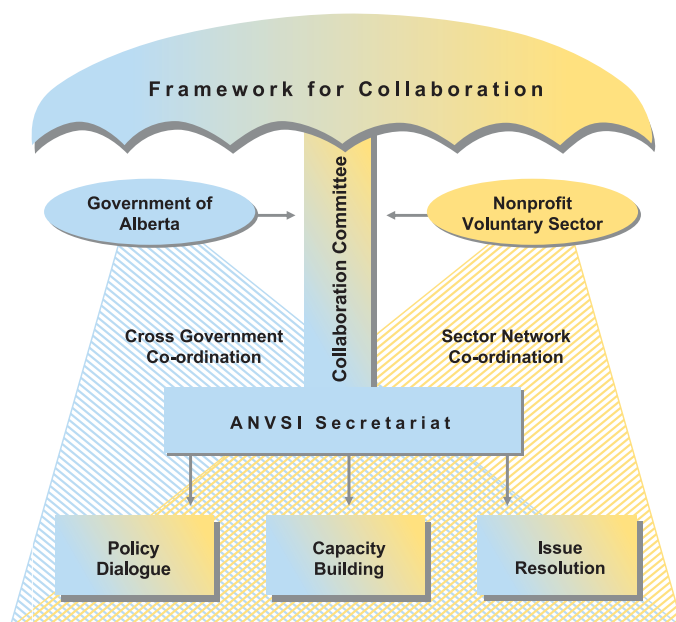 Framework for Collaboration
Government of
Alberta
Collaboration Committee
Nonprofit
Voluntary Sector
Cross Government
Co-ordination
Sector Network
Co-ordination
ANVSI Secretariat
Policy
Dialogue
Capacity
Building
Issue
Resolution